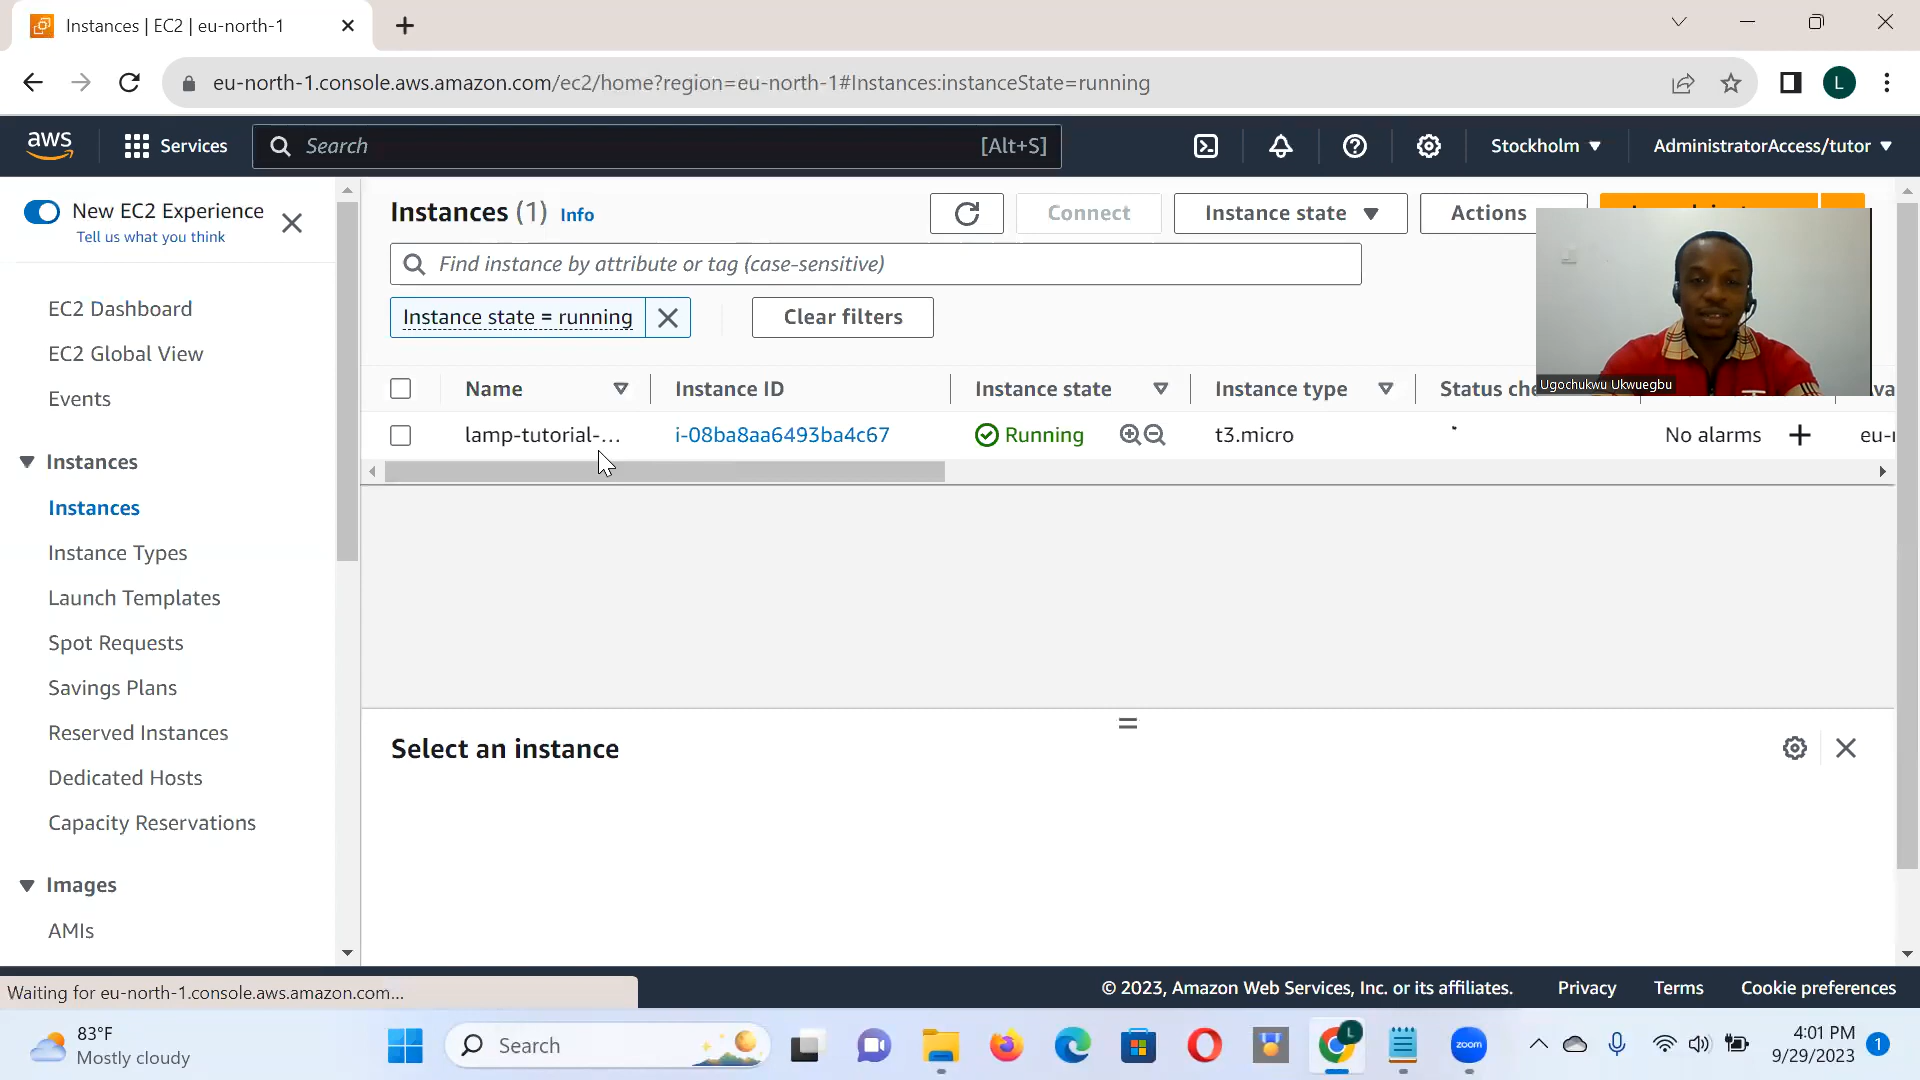 Instances | EC2 | eu-north-1
eu-north-1.console.aws.amazon.com/ec2/home?region=eu-north-1#Instances:instanceState=running
L
aws
Services
Search
[Alt+S]
Stockholm
AdministratorAccess/tutor
New EC2 Experience
Tell us what you think
EC2 Dashboard
EC2 Global View
Events
Instances
Instances
Instance Types
Launch Templates
Spot Requests
Savings Plans
Reserved Instances
Dedicated Hosts
Capacity Reservations
Images
AMIs
Instances (1) Info
Connect
Instance state
Actions
Find instance by attribute or tag (case-sensitive)
Instance state = running
Clear filters
Name
Instance ID
Instance state
Instance type
Status che
Ugochukwu Ukwuegbu
lamp-tutorial-...
i-08ba8aa6493ba4c67
Running
t3.micro
No alarms
Select an instance
Waiting for eu-north-1.console.aws.amazon.com...
© 2023, Amazon Web Services, Inc. or its affiliates.
Privacy
Terms
Cookie preferences
83°F
Mostly cloudy
Search
L
zoom
4:01 PM
9/29/2023
1